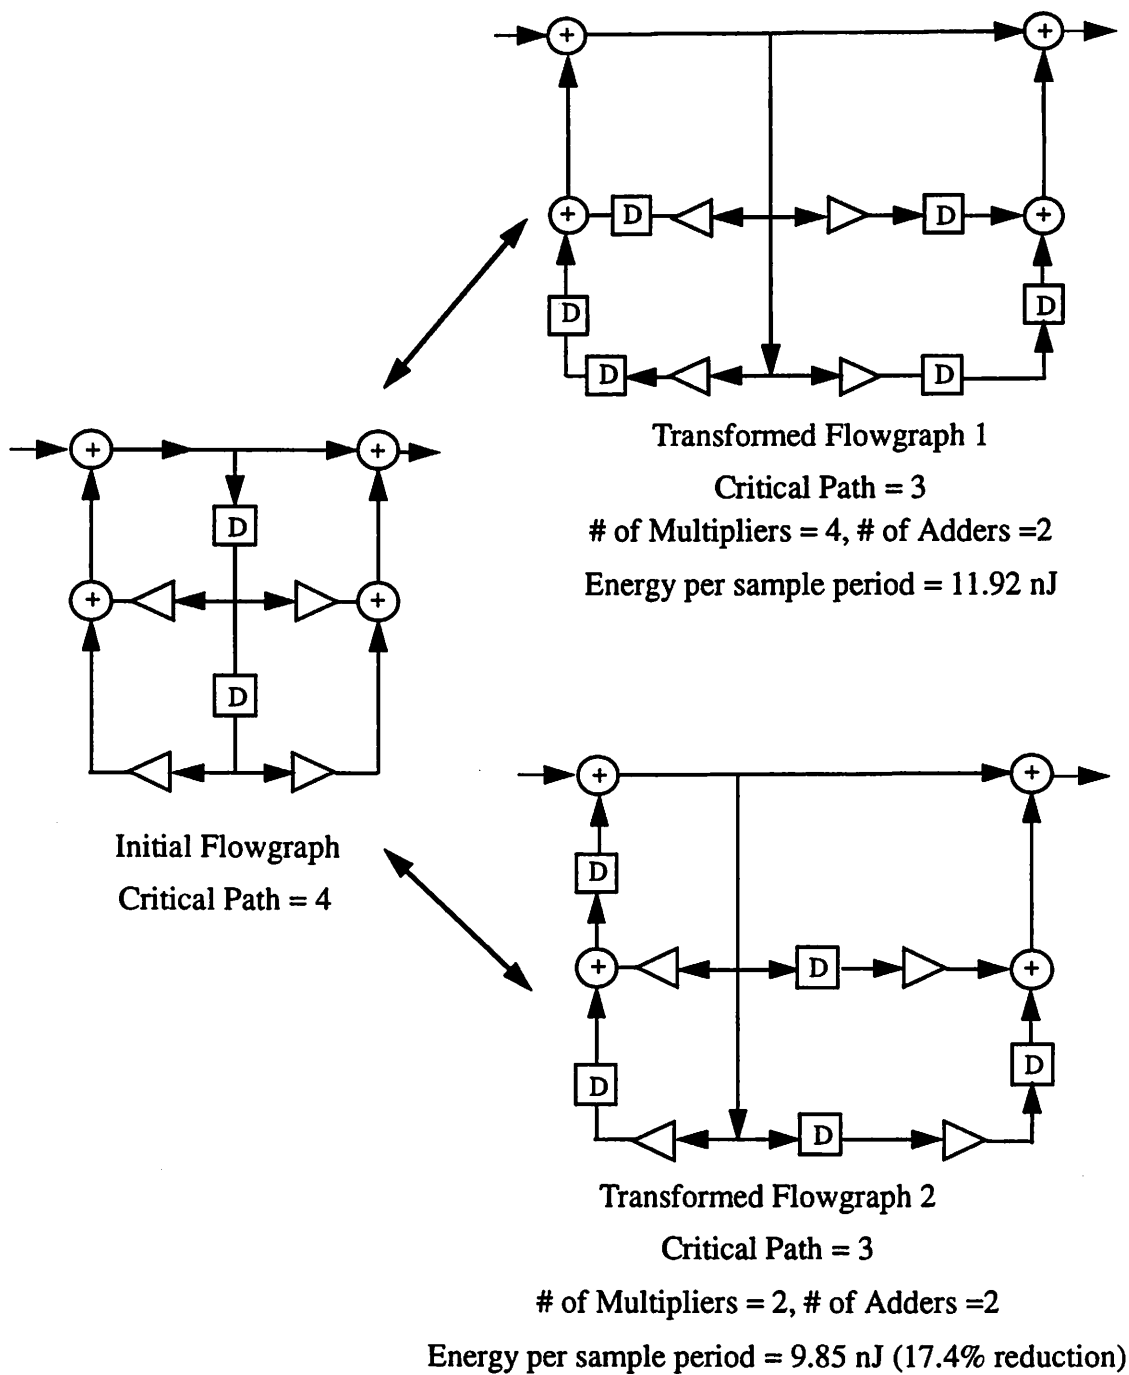 +
+
D
D
+
+
D
D
Transformed Flowgraph 1
Critical Path = 3
# of Multipliers = 4, # of Adders =2
Energy per sample period = 11.92 nJ
+
+
D
+
+
D
Initial Flowgraph
Critical Path = 4
+
+
D
+
D
+
D
D
D
Transformed Flowgraph 2
Critical Path = 3
# of Multipliers = 2, # of Adders =2
Energy per sample period = 9.85 nJ (17.4% reduction)